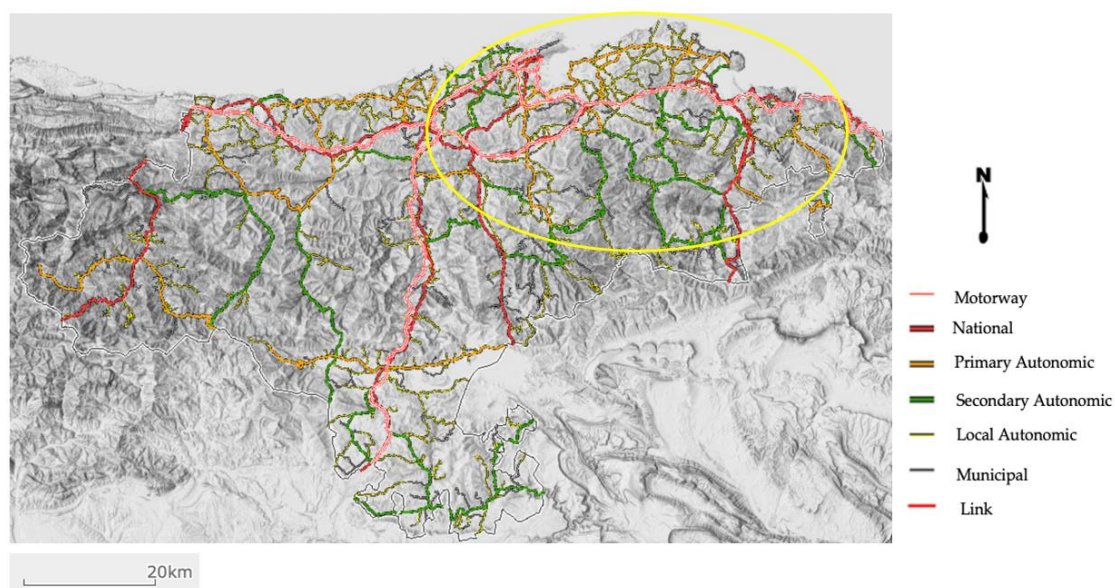 N
Motorway
National
Primary Autonomic
Secondary Autonomic
Local Autonomic
Municipal
Link
20km